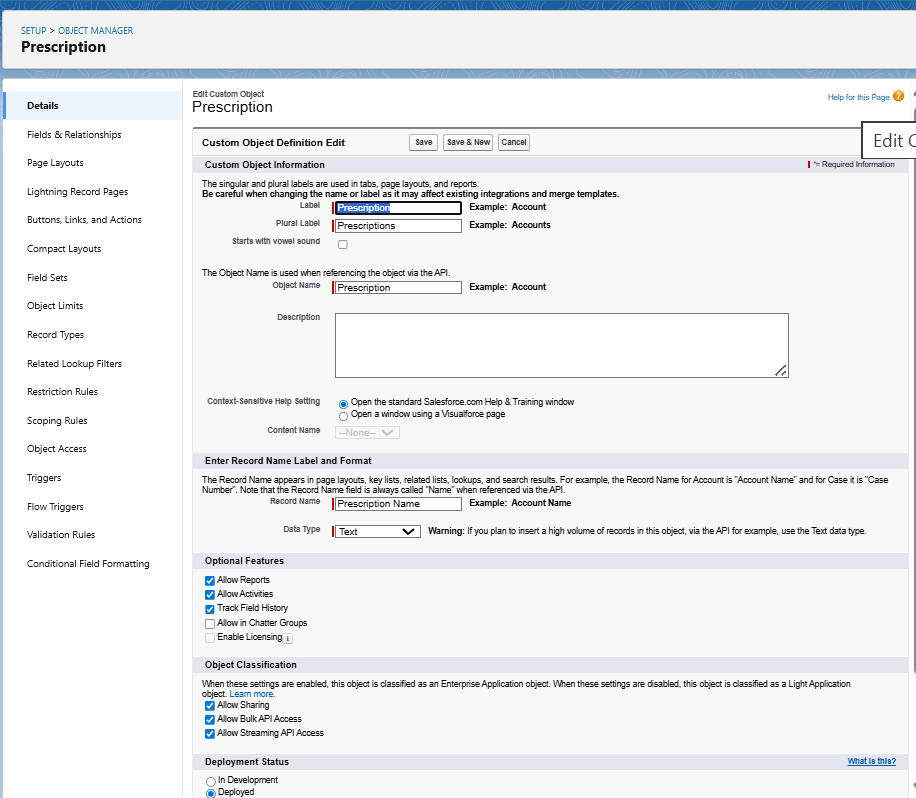 SETUP > OBJECT MANAGER
Prescription
Details
Fields & Relationships
Page Layouts
Lightning Record Pages
Buttons, Links, and Actions
Compact Layouts
Field Sets
Object Limits
Record Types
Related Lookup Filters
Restriction Rules
Scoping Rules
Object Access
Triggers
Flow Triggers
Validation Rules
Conditional Field Formatting
Edit Custom Object
Prescription
Help for this Page ?
Edit C
Custom Object Definition Edit Save Save & New Cancel
Custom Object Information
*= Required Information
The singular and plural labels are used in tabs, page layouts, and reports.
Be careful when changing the name or label as it may affect existing integrations and merge templates.
Label Prescription Example: Account
Plural Label Prescriptions Example: Accounts
Starts with vowel sound
The Object Name is used when referencing the object via the API.
Object Name Prescription Example: Account
Description
Context-Sensitive Help Setting Open the standard Salesforce.com Help & Training window
Open a window using a Visualforce page
Content Name --None--
Enter Record Name Label and Format
The Record Name appears in page layouts, key lists, related lists, lookups, and search results. For example, the Record Name for Account is "Account Name" and for Case it is "Case
Number". Note that the Record Name field is always called "Name" when referenced via the API.
Record Name Prescription Name Example: Account Name
Data Type Text Warning: If you plan to insert a high volume of records in this object, via the API for example, use the Text data type.
Optional Features
Allow Reports
Allow Activities
Track Field History
Allow in Chatter Groups
Enable Licensing i
Object Classification
When these settings are enabled, this object is classified as an Enterprise Application object. When these settings are disabled, this object is classified as a Light Application
object. Learn more.
Allow Sharing
Allow Bulk API Access
Allow Streaming API Access
Deployment Status
What is this?
In Development
Deployed